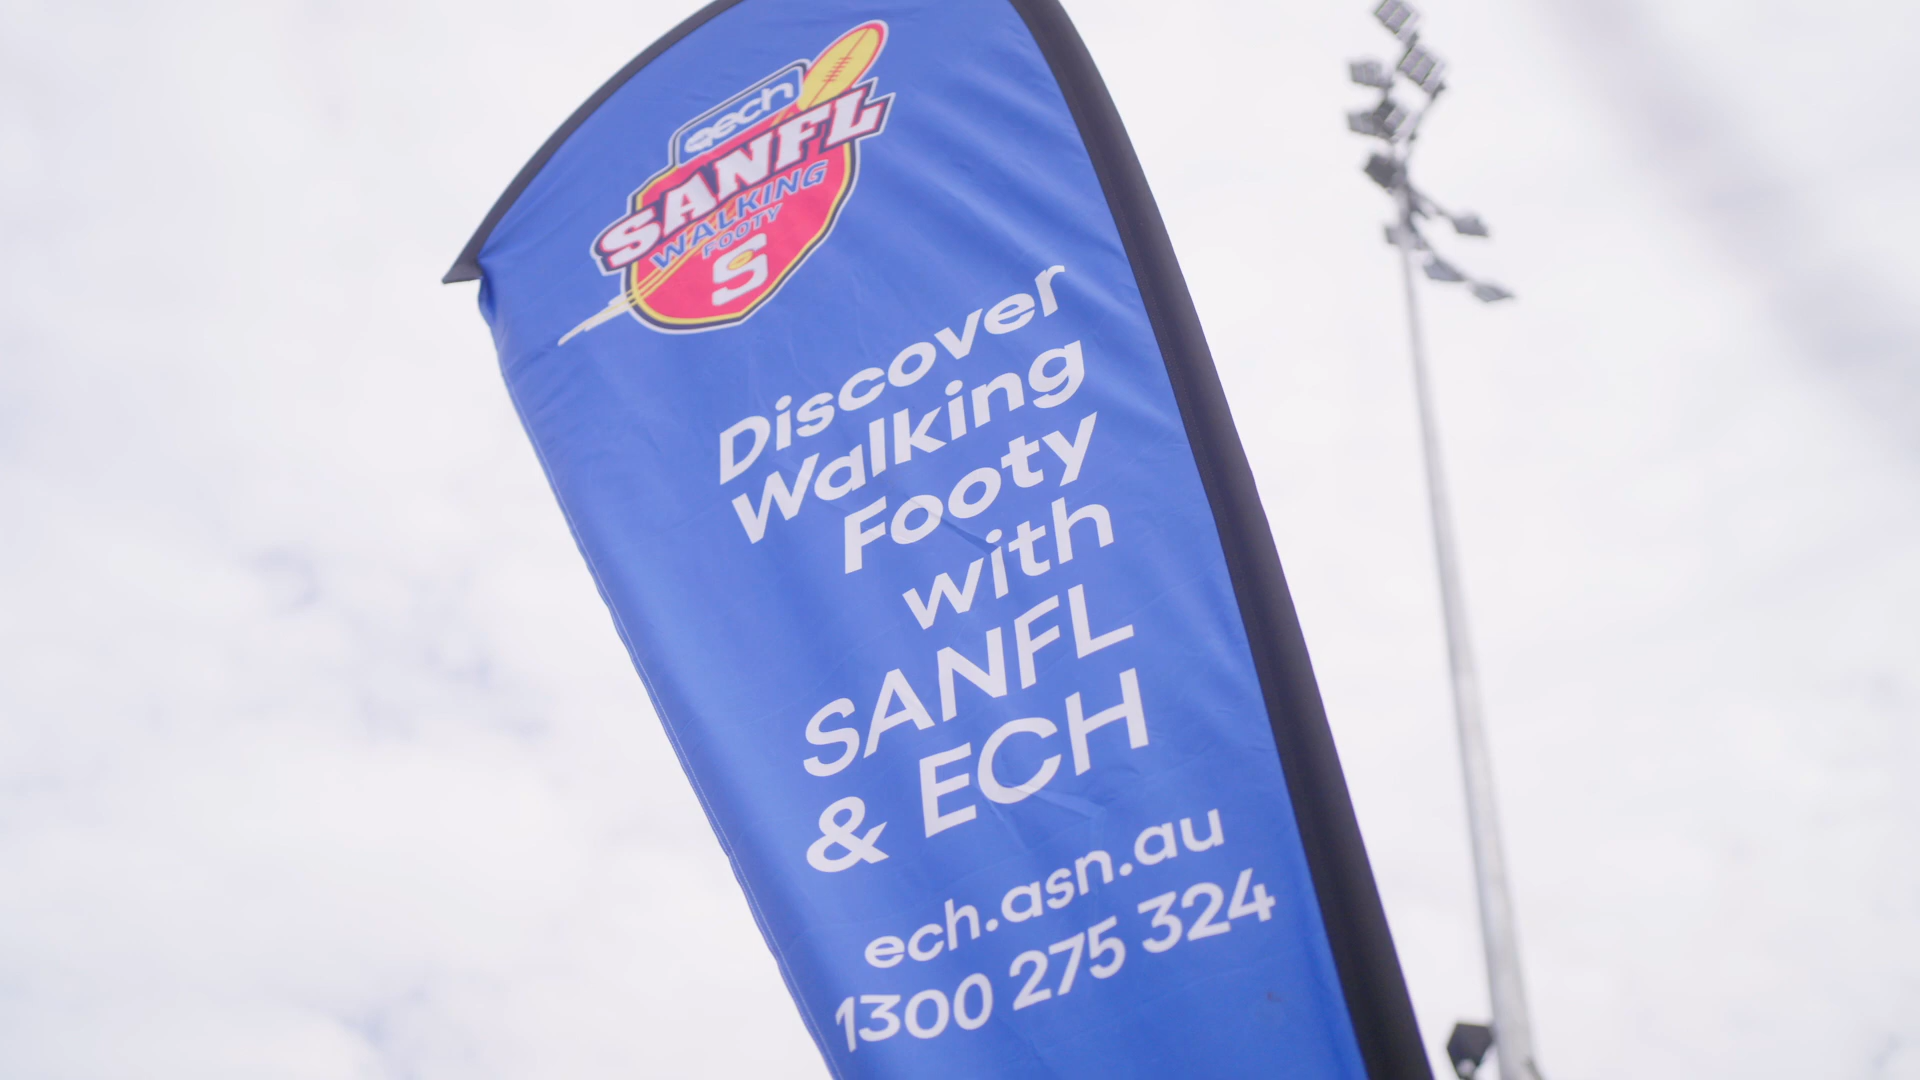 ech
SANFL
WALKING
FOOTY
S
Discover
Walking
Footy
with
SANFL
& ECH
ech.asn.au
1300 275 324